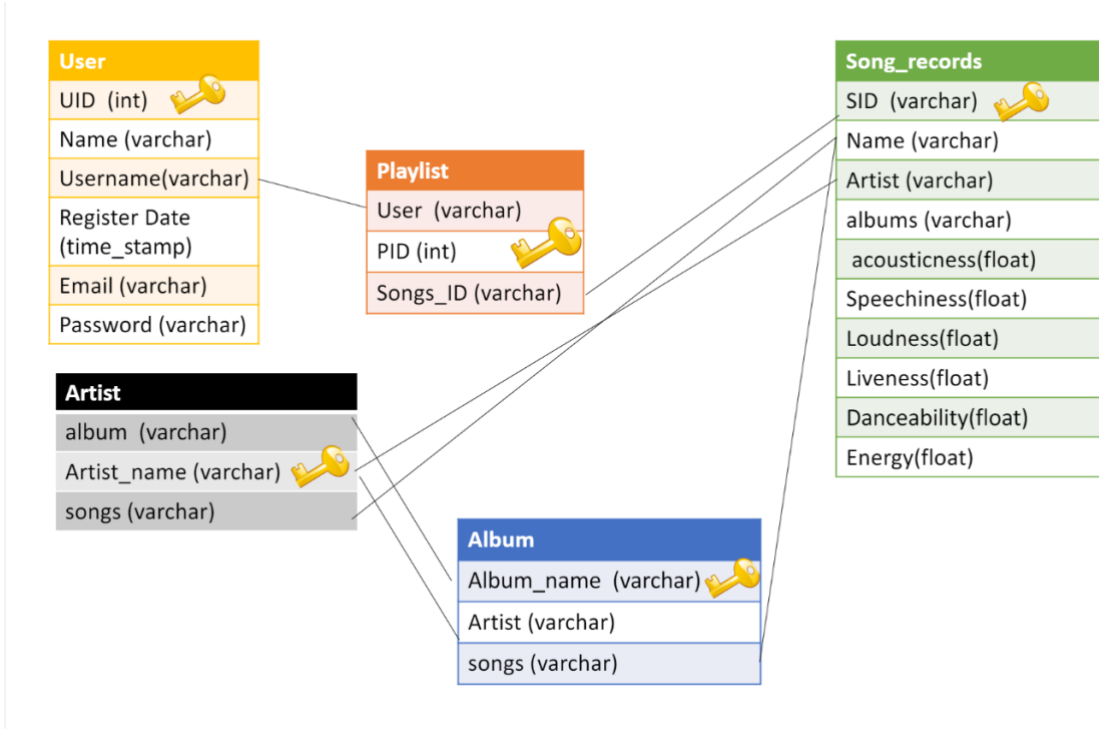 User
UID (int)
Name (varchar)
Username(varchar)
Register Date
(time_stamp)
Email (varchar)
Password (varchar)
Playlist
User (varchar)
PID (int)
Songs_ID (varchar)
Song_records
SID (varchar)
Name (varchar)
Artist (varchar)
albums (varchar)
acousticness(float)
Speechiness(float)
Loudness(float)
Liveness(float)
Danceability(float)
Energy(float)
Artist
album (varchar)
Artist_name (varchar)
songs (varchar)
Album
Album_name (varchar)
Artist (varchar)
songs (varchar)